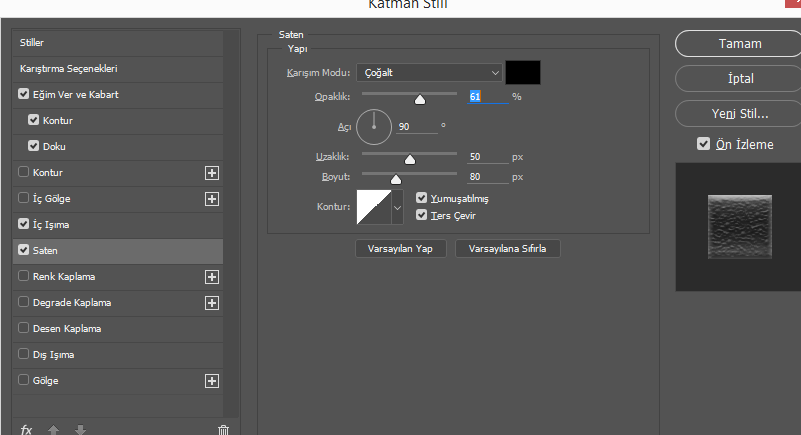 Katman Stili
Stiller
Karıştırma Seçenekleri
Eğim Ver ve Kabart
Kontur
Doku
Kontur
İç Gölge
İç Işıma
Saten
Renk Kaplama
Degrade Kaplama
Desen Kaplama
Dış Işıma
Gölge
fx
Saten
Yapı
Karışım Modu: Çoğalt
Opaklık: 61 %
Açı 90 °
Uzaklık: 50 px
Boyut: 80 px
Kontur:
Yumuşatılmış
Ters Çevir
Varsayılan Yap Varsayılana Sıfırla
Tamam
İptal
Yeni Stil...
Ön İzleme